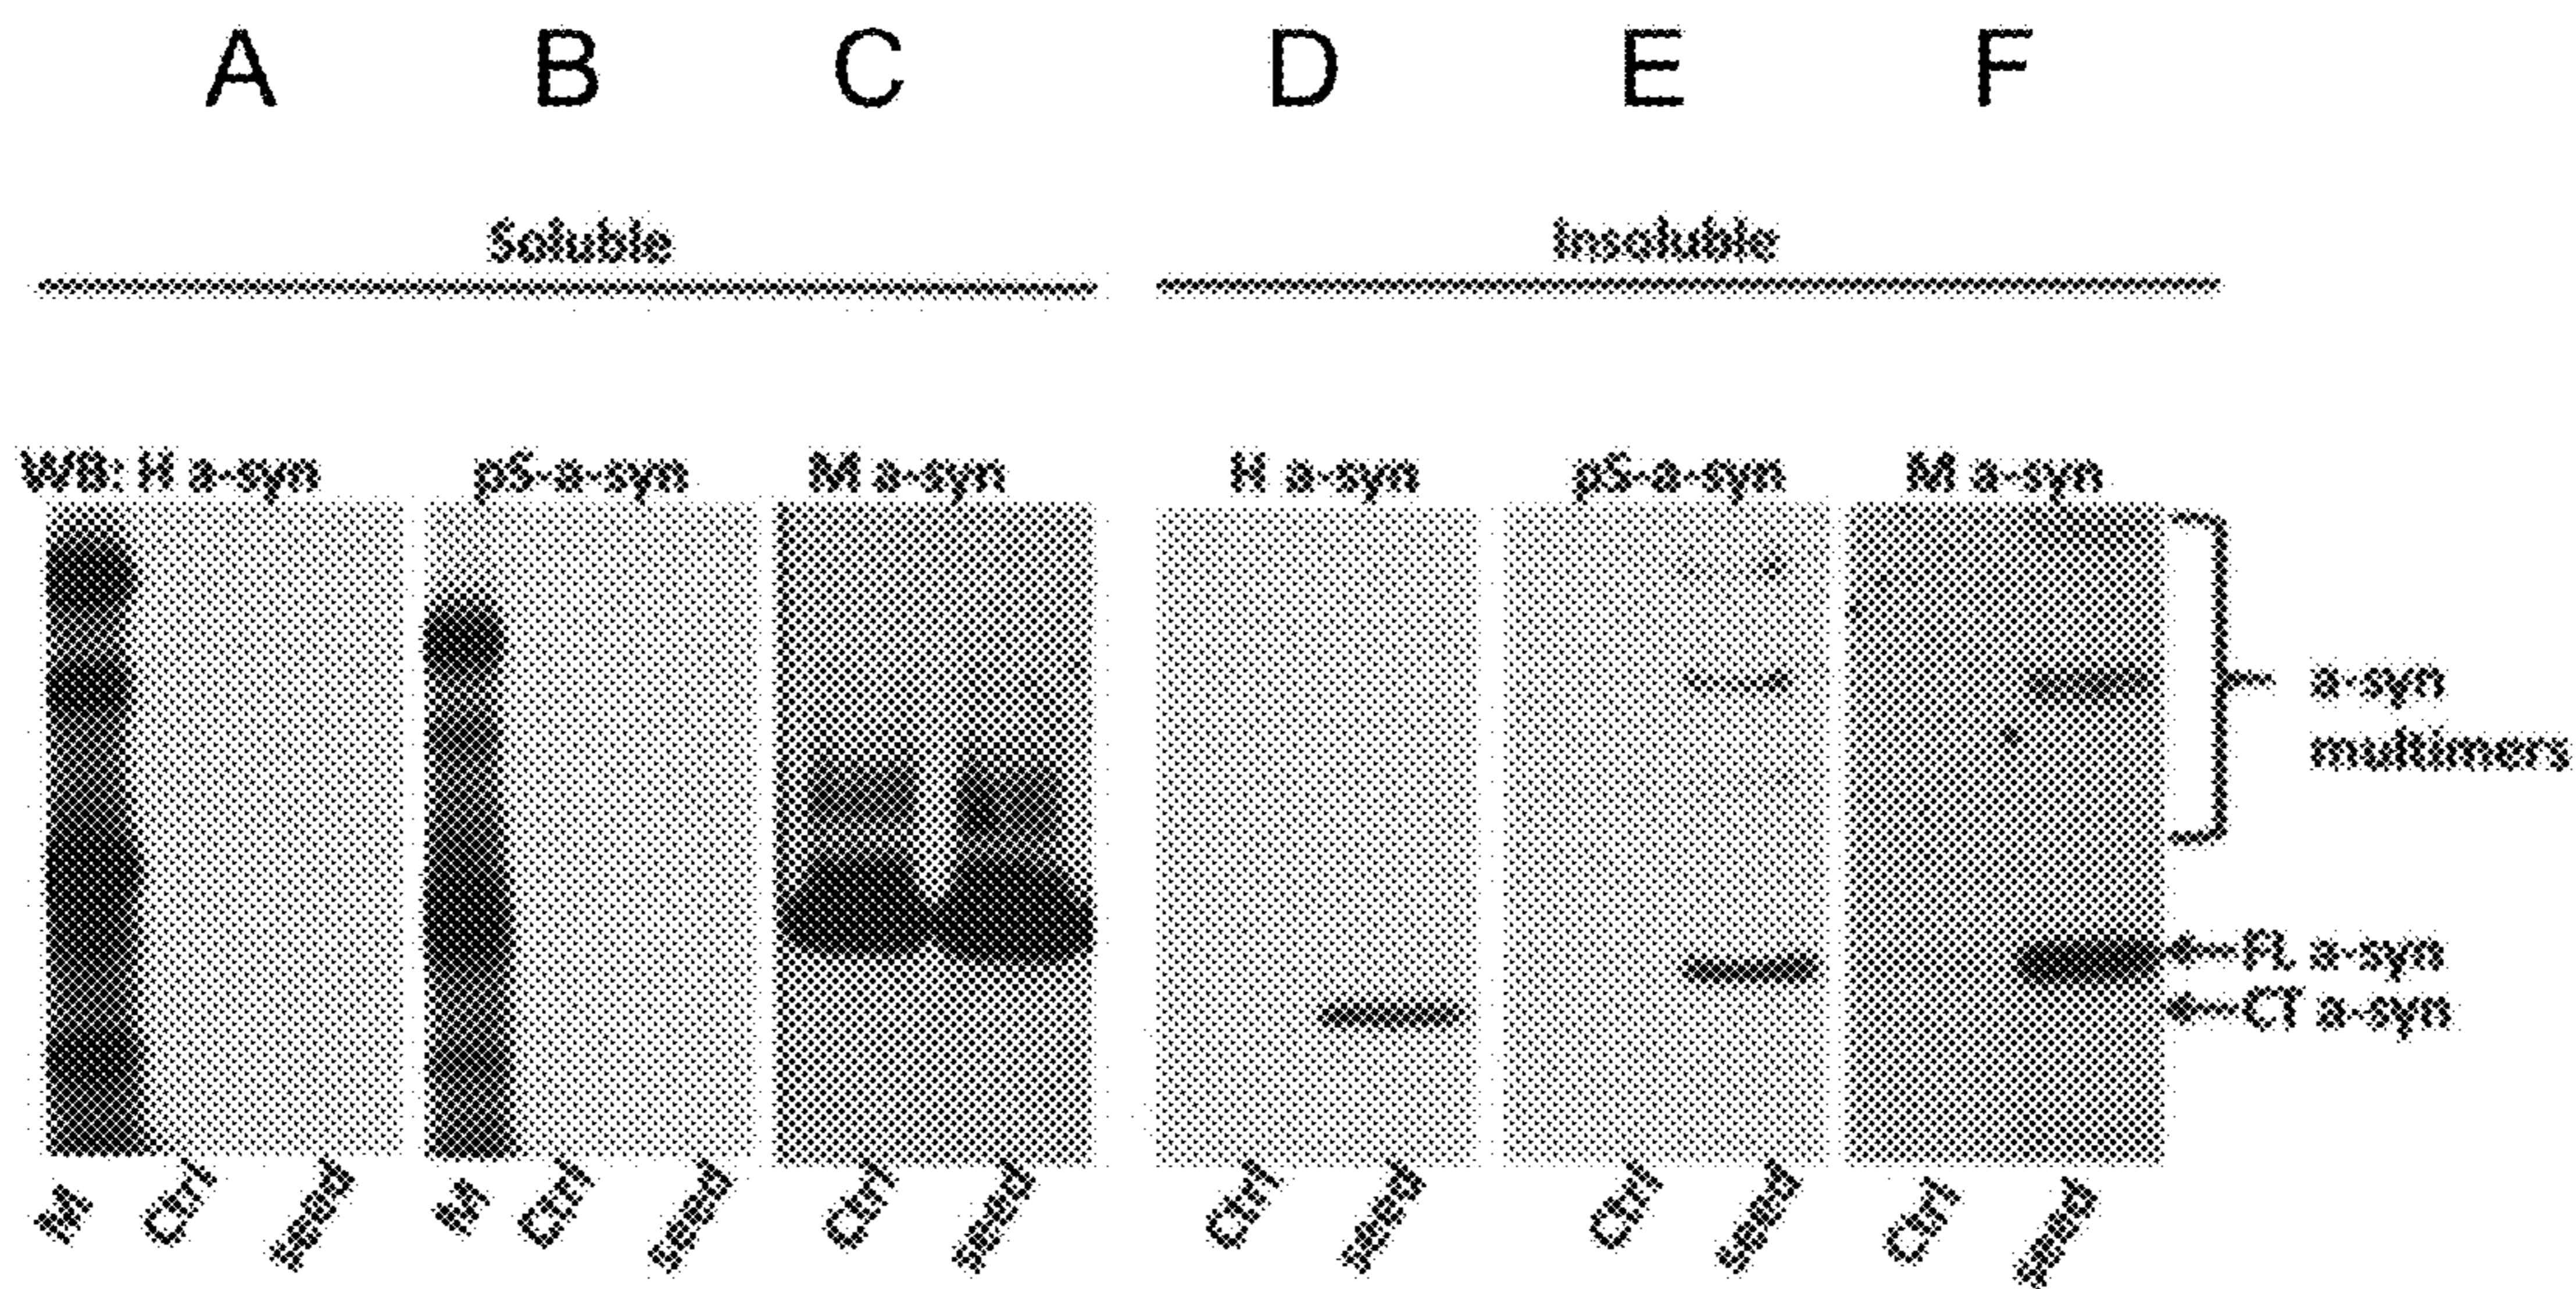 A B C D E F
Soluble Insoluble
WB: H a-syn pS-a-syn M a-syn H a-syn pS-a-syn M a-syn
a-syn
multimers
FL a-syn
CT a-syn
M Ctrl seed M Ctrl seed Ctrl seed Ctrl seed Ctrl seed Ctrl seed